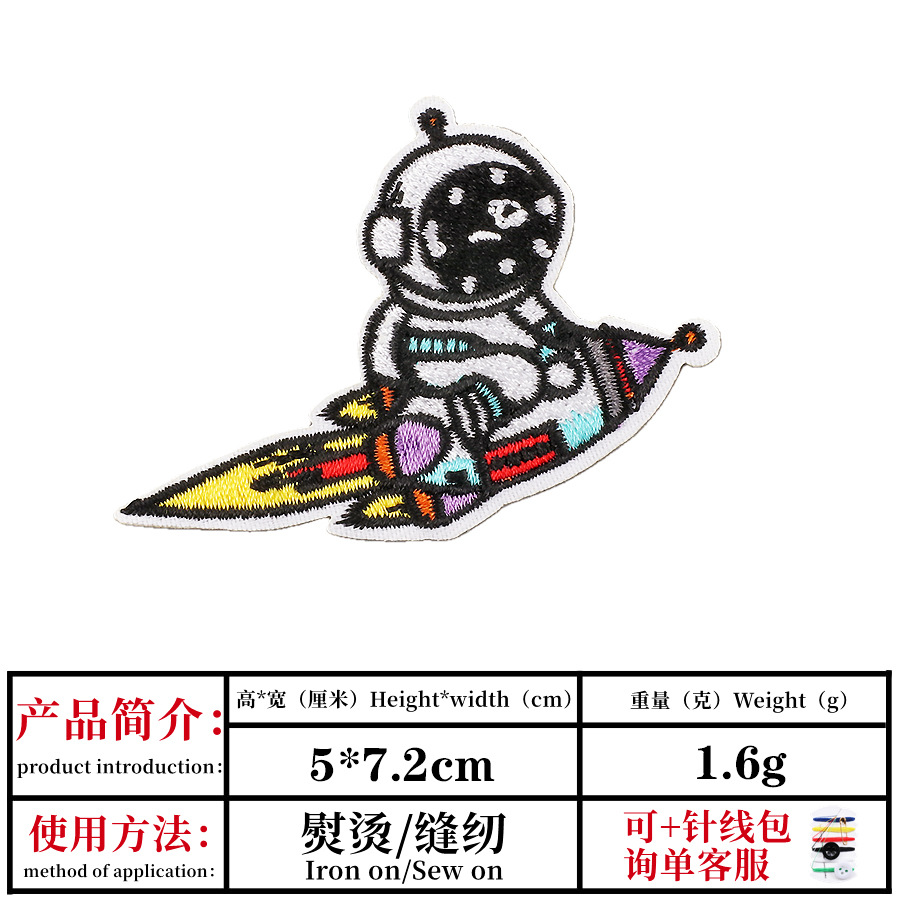 产品简介:
product introduction:
高*宽（厘米）Height*width（cm）
重量（克）Weight（g）
5*7.2cm
1.6g
使用方法:
method of application:
熨烫/缝纫
Iron on/Sew on
可+针线包
询单客服